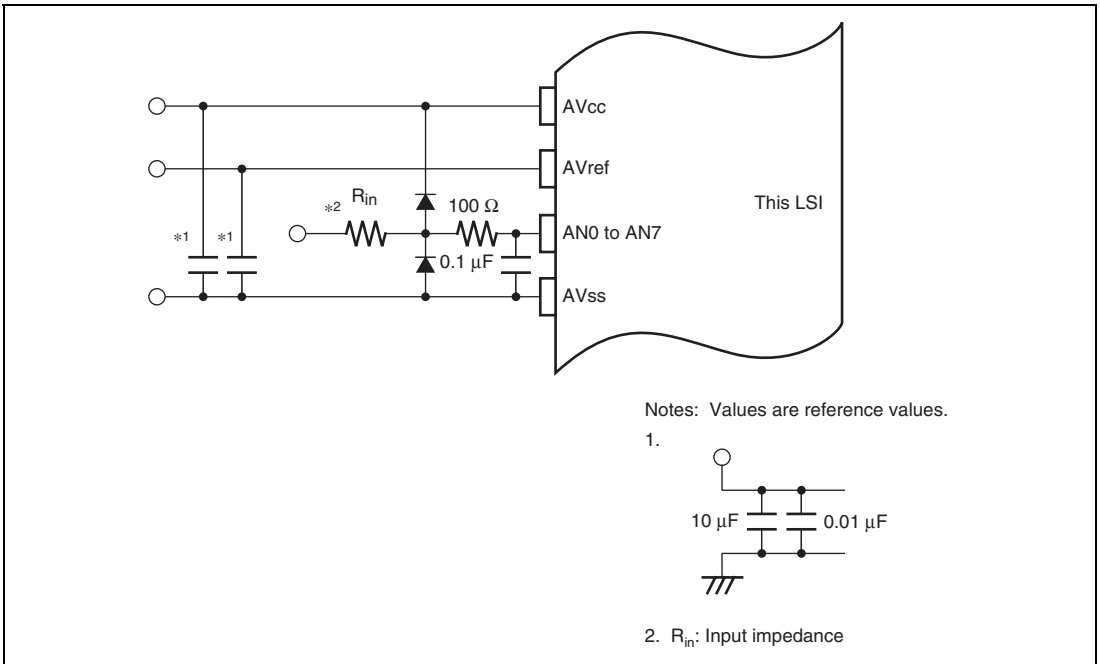 AVcc
AVref
*2 Rin
100 Ω
This LSI
*1 *1
AN0 to AN7
0.1 μF
AVss
Notes: Values are reference values.
1.
10 μF 0.01 μF
2. Rin: Input impedance